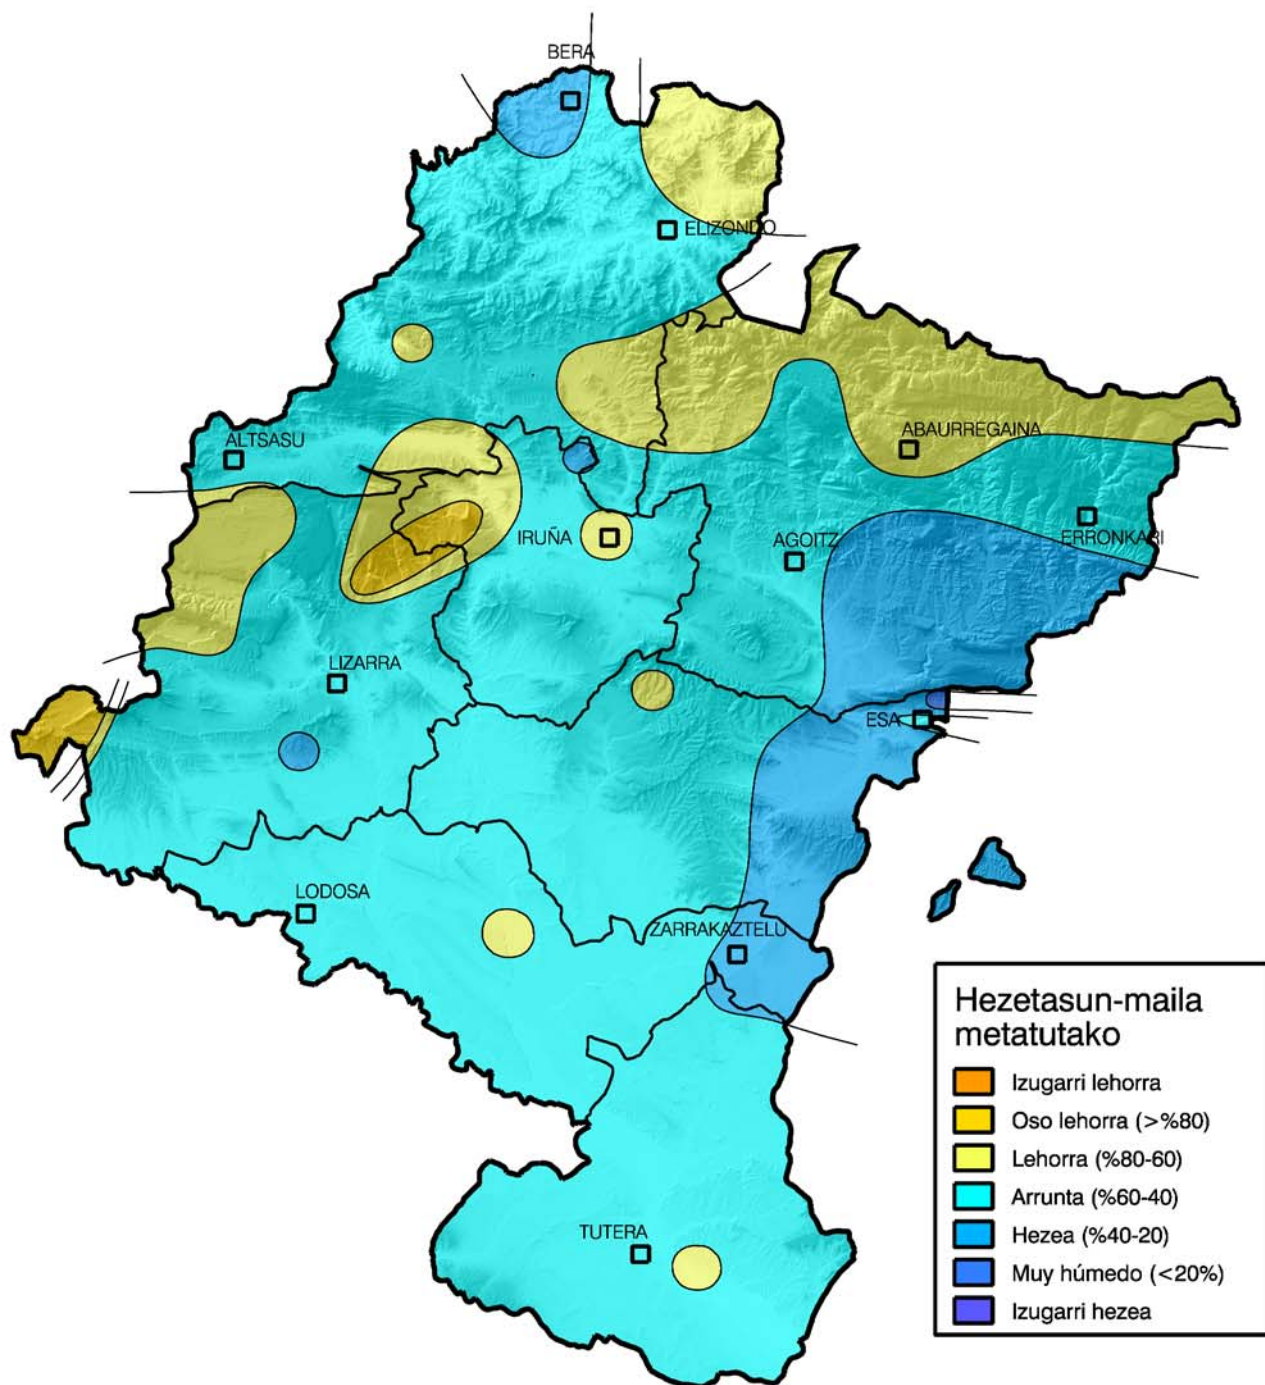 BERA
ELIZONDO
ALTSASU
ABAURREGAINA
IRUÑA
AGOITZ
ERRONKARI
LIZARRA
ESA
LODOSA
ZARRAKAZTELU
TUTERA
Hezetasun-maila
metatutako
Izugarri lehorra
Oso lehorra (>%80)
Lehorra (%80-60)
Arrunta (%60-40)
Hezea (%40-20)
Muy húmedo (<20%)
Izugarri hezea